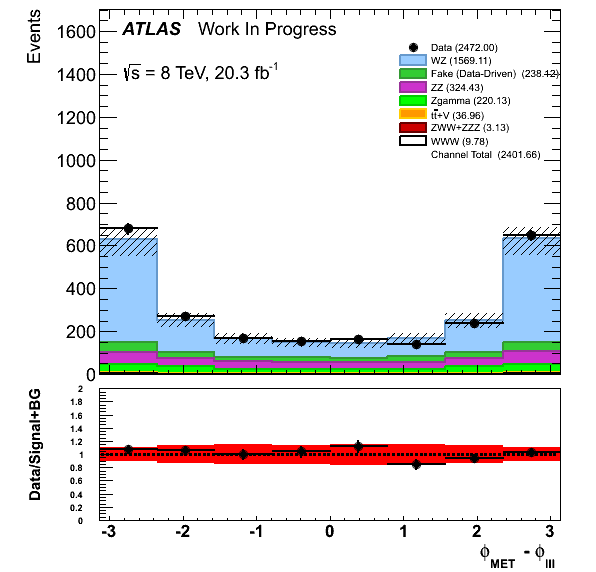 Events
ATLAS Work In Progress
√s = 8 TeV, 20.3 fb-1
Data (2472.00)
WZ (1569.11)
Fake (Data-Driven) (238.42)
ZZ (324.43)
Zgamma (220.13)
tt̄+V (36.96)
ZWW+ZZZ (3.13)
WWW (9.78)
Channel Total (2401.66)
1600
1400
1200
1000
800
600
400
200
0
Data/Signal+BG
2
1.8
1.6
1.4
1.2
1
0.8
0.6
0.4
0.2
0
-3 -2 -1 0 1 2 3
ϕMET - ϕlll